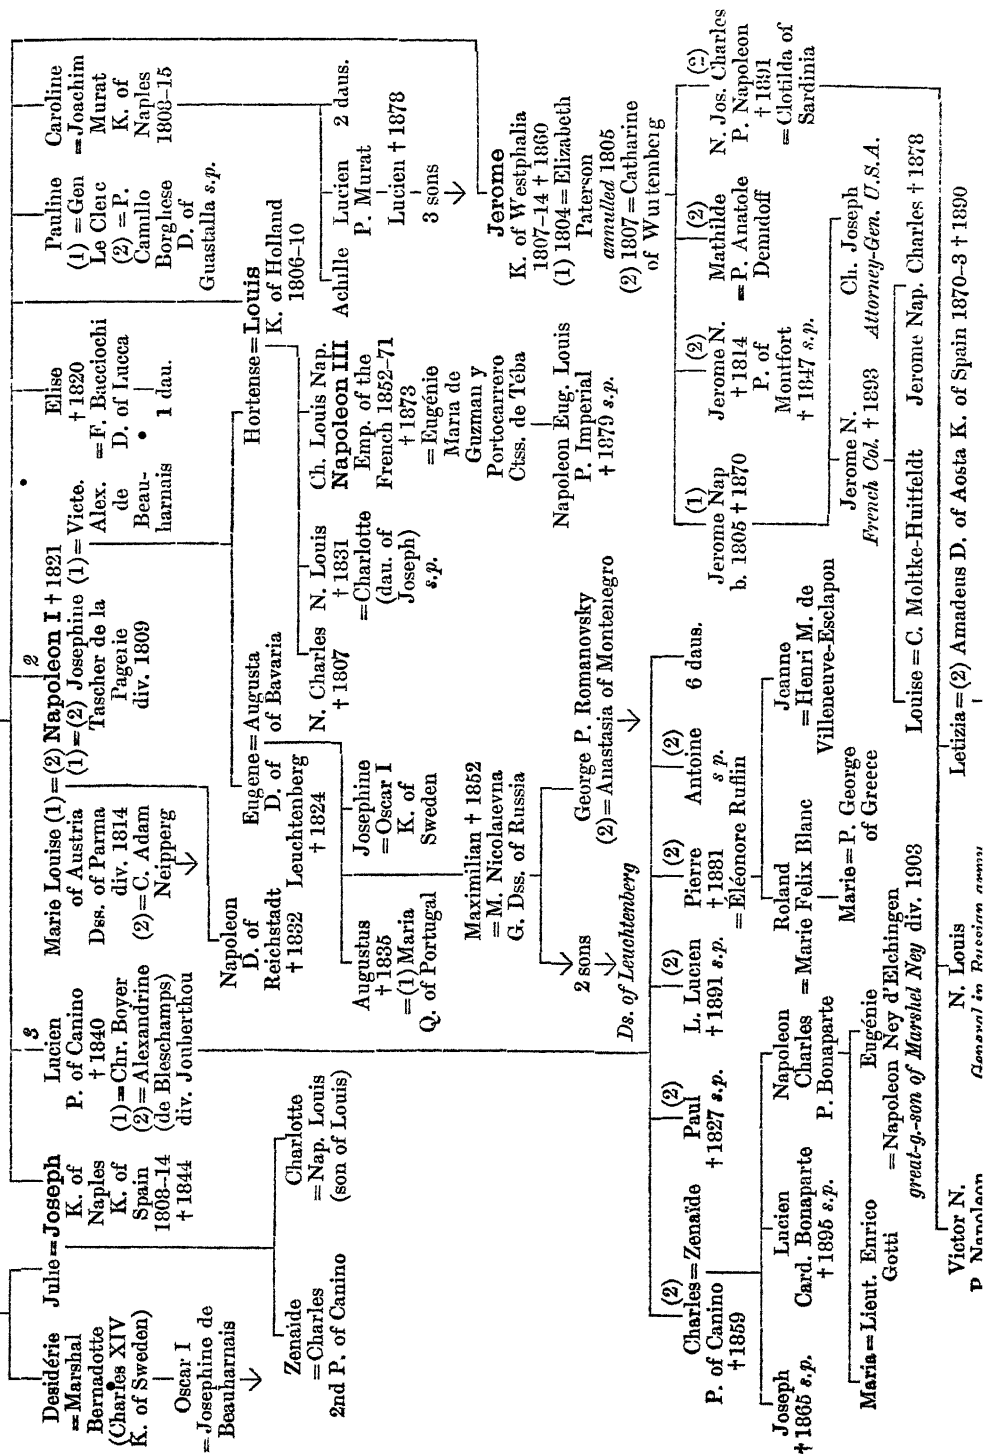 Desidérie
=Marshal
Bernadotte
(Charles XIV
K. of Sweden)
Oscar I
=Josephine de
Beauharnais
Julie=Joseph
K. of
Naples
K. of
Spain
1808–14
†1844
Zenaide
=Charles
2nd P. of Canino
Charlotte
=Nap. Louis
(son of Louis)
3
Lucien
P. of Canino
†1840
(1)=Chr. Boyer
(2)=Alexandrine
(de Bleschamps)
div. Jouberthou
2
Marie Louise (1)=(2) Napoleon I †1821
of Austria
Dss. of Parma
div. 1814
(2)=C. Adam
Neipperg
(1)=(2) Josephine (1)=Victe.
Tascher de la
Pagerie
div. 1809
Alex.
de
Beau-
harnais
Napoleon
D. of
Reichstadt
†1832
Eugene=Augusta
D. of
Leuchtenberg
†1824
of Bavaria
Hortense=Louis
K. of Holland
1806–10
Elise
†1820
=F. Bacciochi
D. of Lucca
1 dau.
Pauline
(1)=Gen
Le Clerc
(2)=P.
Camillo
Borghese
D. of
Guastalla s.p.
Caroline
=Joachim
Murat
K. of
Naples
1808–15
Achille
Lucien
P. Murat
2 daus.
Lucien †1878
3 sons
Augustus
†1835
=(1) Maria
Q. of Portugal
Josephine
=Oscar I
K. of
Sweden
Maximilian †1852
=M. Nicolaievna
G. Dss. of Russia
2 sons
Ds. of Leuchtenberg
George P. Romanovsky
(2)=Anastasia of Montenegro
N. Charles
†1807
N. Louis
†1831
=Charlotte
(dau. of
Joseph)
s.p.
Ch. Louis Nap.
Napoleon III
Emp. of the
French 1852–71
†1873
=Eugénie
Maria de
Guzman y
Portocarrero
Ctss. de Téba
Napoleon Eug. Louis
P. Imperial
†1879 s.p.
Jerome
K. of Westphalia
1807–14 †1860
(1) 1804=Elizabeth
Paterson
annulled 1805
(2) 1807=Catharine
of Wurtemberg
(2)
Charles=Zenaïde
P. of Canino
†1859
(2)
Paul
†1827 s.p.
(2)
L. Lucien
†1891 s.p.
(2)
Pierre
†1881
=Éléonore Ruflin
(2)
Antoine
s p.
6 daus.
(1)
Jerome Nap
b. 1805 †1870
(2)
Jerome N.
†1814
P. of
Montfort
†1847 s.p.
(2)
Mathilde
=P. Anatole
Demidoff
(2)
N. Jos. Charles
P. Napoleon
†1891
=Clotilda of
Sardinia
Joseph
†1865 s.p.
Lucien
Card. Bonaparte
†1895 s.p.
Napoleon
Charles
P. Bonaparte
Roland
=Marie Felix Blanc
Jeanne
=Henri M. de
Villeneuve-Esclapon
Jerome N.
French Col. †1893
Ch. Joseph
Attorney-Gen. U.S.A.
Maria=Lieut. Enrico
Gotti
Eugénie
=Napoleon Ney d'Elchingen
great-g.-son of Marshel Ney div. 1903
Marie=P. George
of Greece
Louise=C. Moltke-Huitfeldt
Jerome Nap. Charles †1878
Victor N.
P. Napoleon
N. Louis
General in Russian army
Letizia=(2) Amadeus D. of Aosta K. of Spain 1870–3 †1890